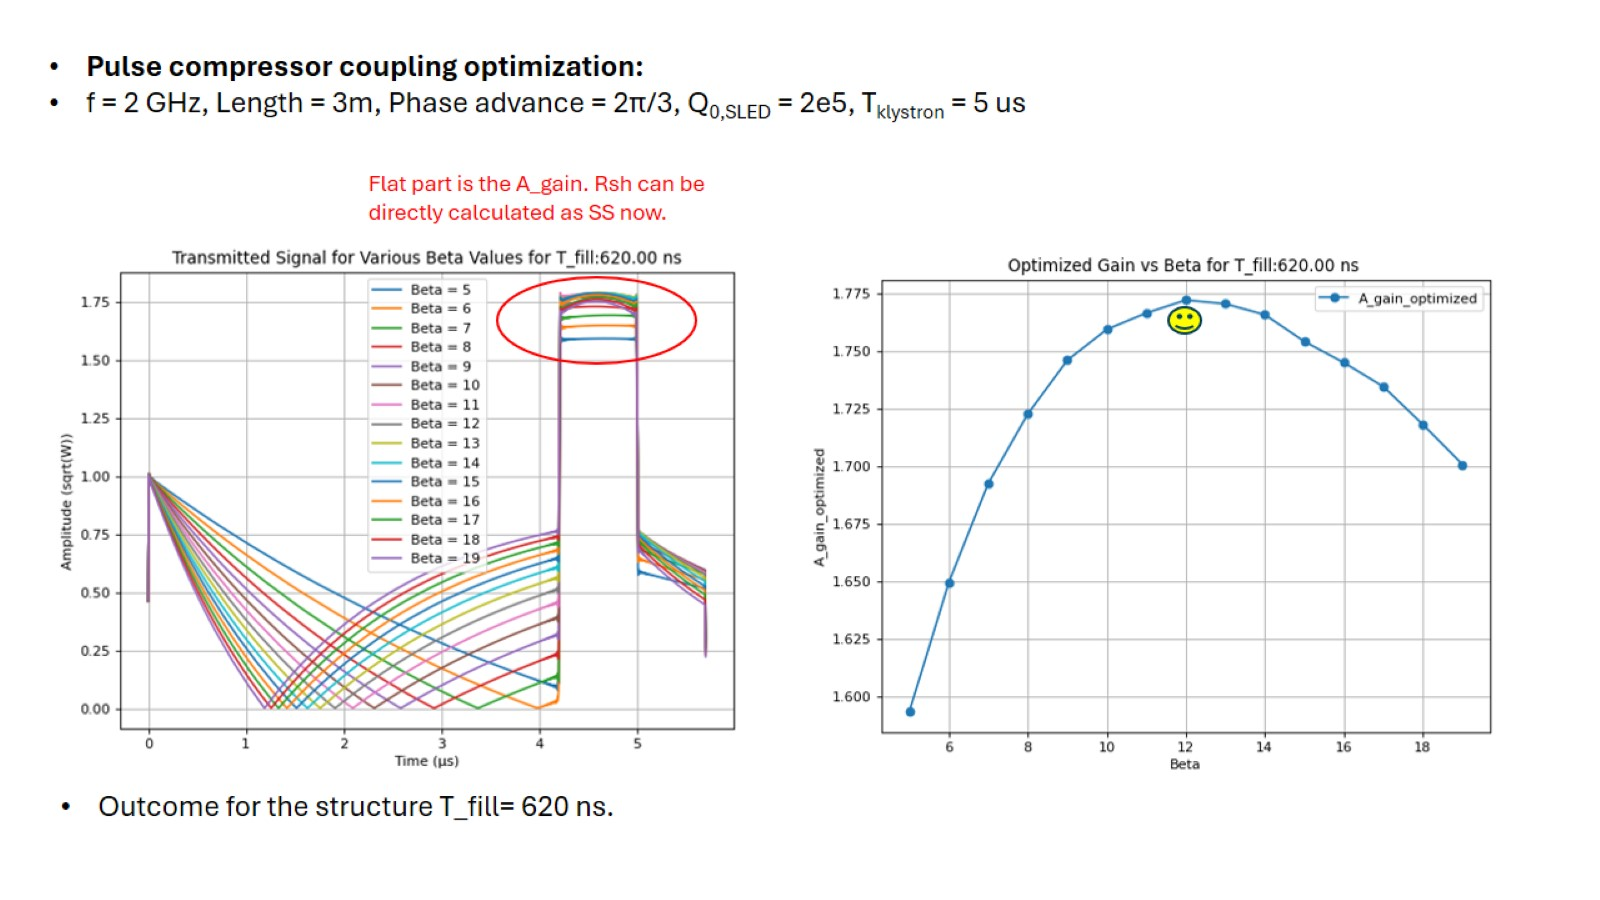 • Pulse compressor coupling optimization:
• f = 2 GHz, Length = 3m, Phase advance = 2π/3, Q0,SLED = 2e5, Tklystron = 5 us
Flat part is the A_gain. Rsh can be
directly calculated as SS now.
Transmitted Signal for Various Beta Values for T_fill:620.00 ns
Amplitude (sqrt(W))
1.75
1.50
1.25
1.00
0.75
0.50
0.25
0.00
Beta = 5
Beta = 6
Beta = 7
Beta = 8
Beta = 9
Beta = 10
Beta = 11
Beta = 12
Beta = 13
Beta = 14
Beta = 15
Beta = 16
Beta = 17
Beta = 18
Beta = 19
0 1 2 3 4 5
Time (μs)
Optimized Gain vs Beta for T_fill:620.00 ns
A_gain_optimized
A_gain_optimized
1.775
1.750
1.725
1.700
1.675
1.650
1.625
1.600
6 8 10 12 14 16 18
Beta
• Outcome for the structure T_fill= 620 ns.